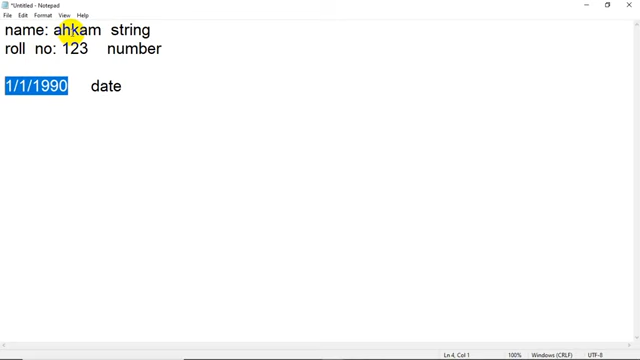 *Untitled - Notepad
File Edit Format View Help
name: ahkam string
roll no: 123 number
1/1/1990 date
Ln 4, Col 1 100% Windows (CRLF) UTF-8